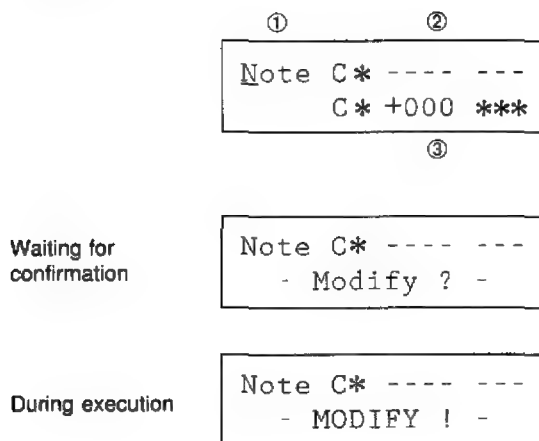 ① ②
Note C* ---- ---
C* +000 ***
③
Waiting for
confirmation
Note C* ---- ---
- Modify ? -
During execution
Note C* ---- ---
- MODIFY ! -